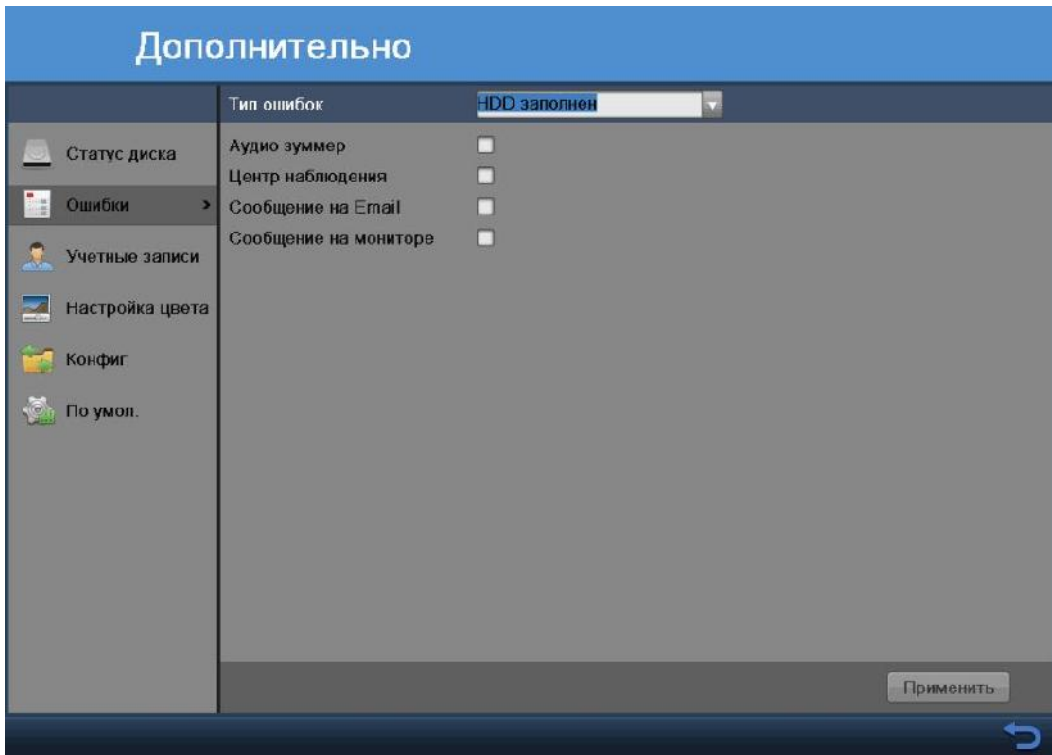 Дополнительно
Тип ошибок HDD заполнен
Статус диска
Ошибки >
Учетные записи
Настройка цвета
Конфиг
По умол.
Аудио зуммер
Центр наблюдения
Сообщение на Email
Сообщение на мониторе
Применить